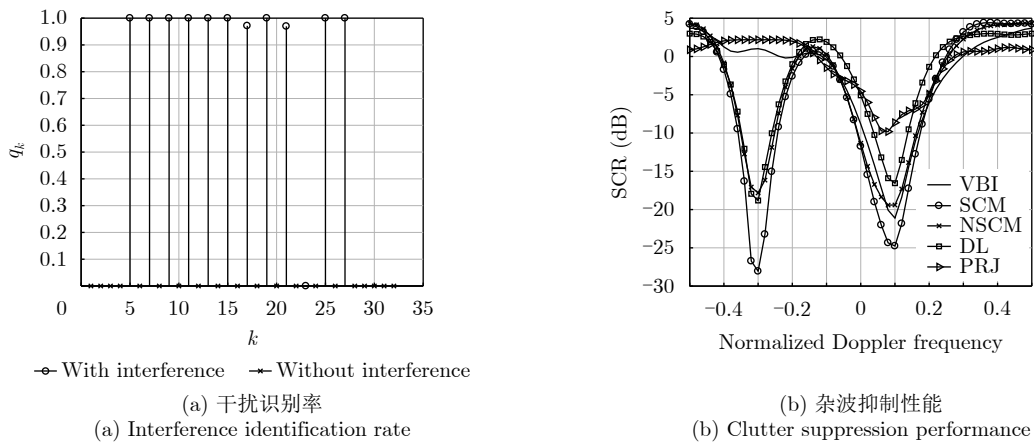 1.0
0.9
0.8
0.7
0.6
0.5
0.4
0.3
0.2
0.1
q_k
0 5 10 15 20 25 30 35
k
With interference Without interference
(a) 干扰识别率
(a) Interference identification rate
5
0
−5
−10
−15
−20
−25
−30
SCR (dB)
VBI
SCM
NSCM
DL
PRJ
−0.4 −0.2 0 0.2 0.4
Normalized Doppler frequency
(b) 杂波抑制性能
(b) Clutter suppression performance